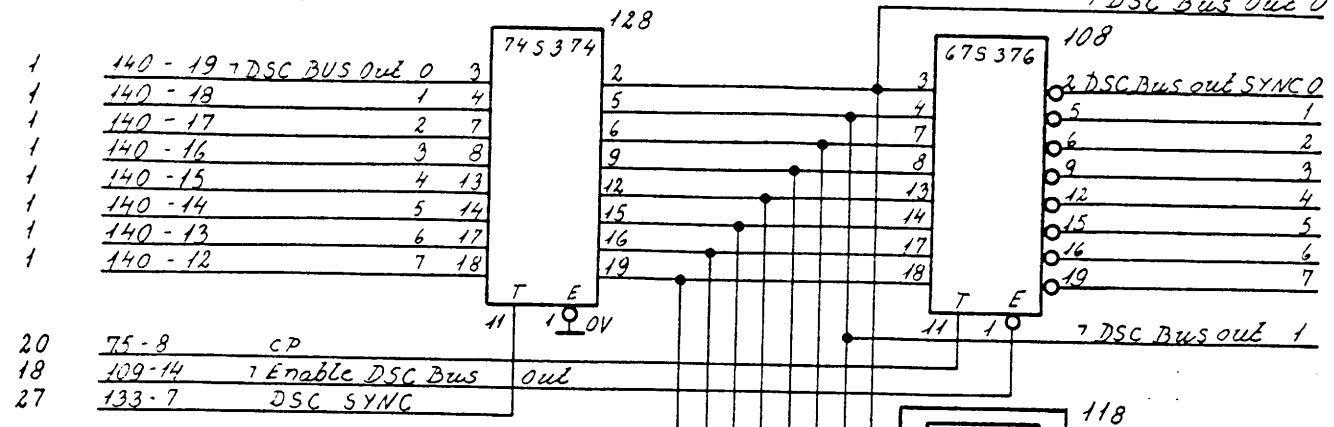 ¬DSC Bus Out 0
128
108
74S374
67S376
1 140-19 ¬DSC BUS Out 0 3 2 3 2 DSC Bus out SYNC 0
1 140-18 1 4 5 4 5 1
1 140-17 2 7 6 7 6 2
1 140-16 3 8 9 8 9 3
1 140-15 4 13 12 13 12 4
1 140-14 5 14 15 14 15 5
1 140-13 6 17 16 17 16 6
1 140-12 7 18 19 18 19 7
T E T E
11 1 0V 11 1 ¬DSC Bus out 1
20 75-8 CP
18 109-14 ¬Enable DSC Bus out
27 133-7 DSC SYNC
118